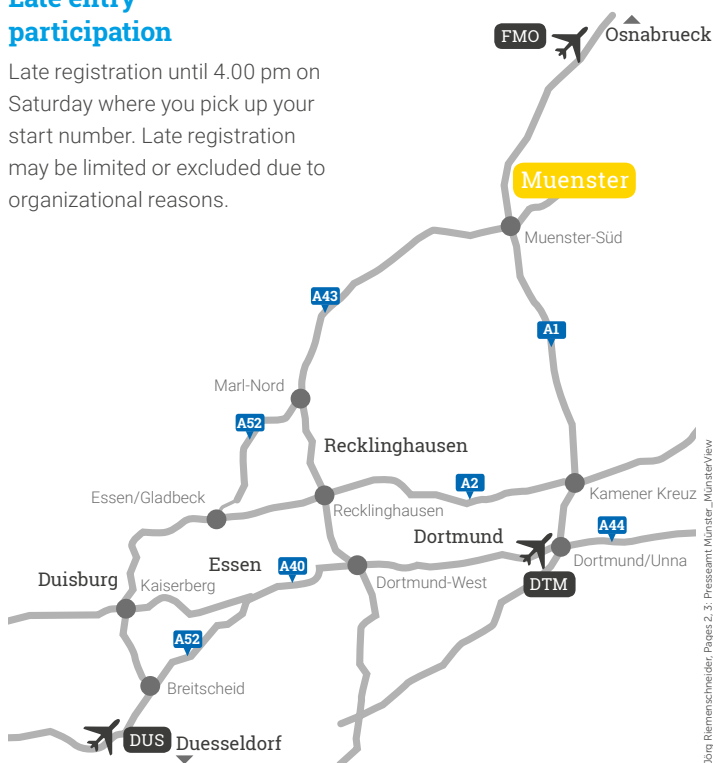 Late entry
participation
Late registration until 4.00 pm on
Saturday where you pick up your
start number. Late registration
may be limited or excluded due to
organizational reasons.
FMO
Osnabrueck
Muenster
Muenster-Süd
A43
A1
Marl-Nord
A52
Recklinghausen
A2
Essen/Gladbeck
Recklinghausen
Kamener Kreuz
A44
Dortmund
Essen
A40
Dortmund/Unna
Duisburg
Kaiserberg
Dortmund-West
DTM
A52
Breitscheid
DUS
Duesseldorf
Jörg Riemenschneider, Pages 2, 3: Presseamt Münster_MünsterView